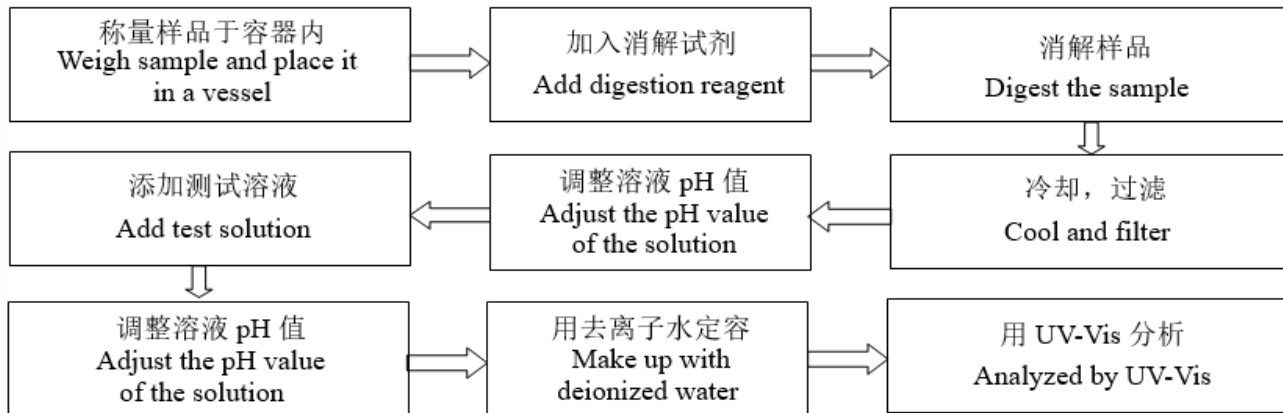 称量样品于容器内
Weigh sample and place it
in a vessel
加入消解试剂
Add digestion reagent
消解样品
Digest the sample
冷却，过滤
Cool and filter
调整溶液 pH 值
Adjust the pH value
of the solution
添加测试溶液
Add test solution
调整溶液 pH 值
Adjust the pH value
of the solution
用去离子水定容
Make up with
deionized water
用 UV-Vis 分析
Analyzed by UV-Vis